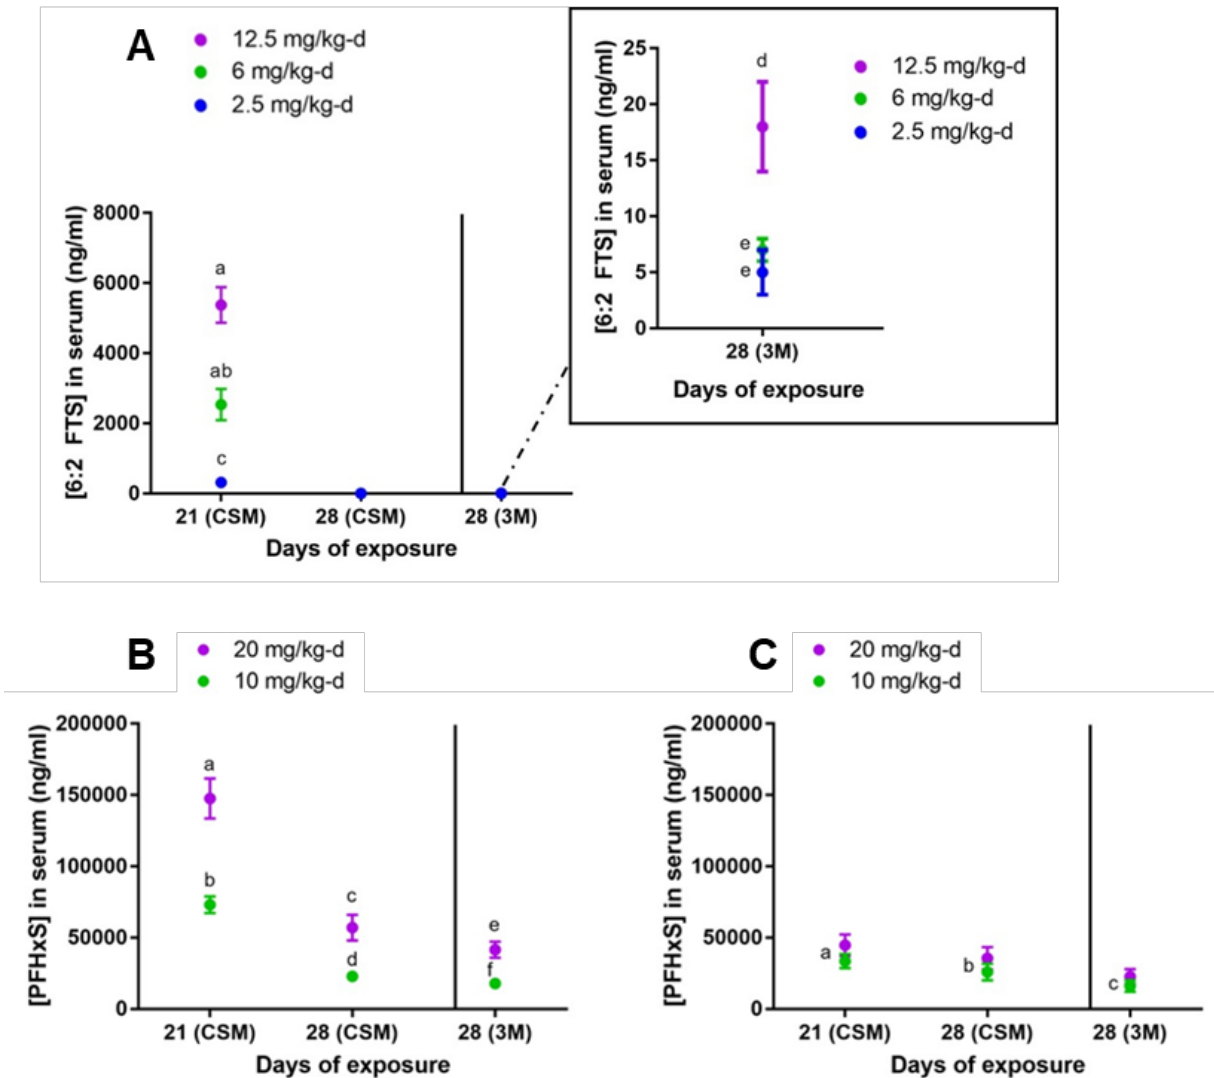 A
12.5 mg/kg-d
6 mg/kg-d
2.5 mg/kg-d
[6:2 FTS] in serum (ng/ml)
8000
6000
4000
2000
0
a
ab
c
21 (CSM)
28 (CSM)
28 (3M)
Days of exposure
[6:2 FTS] in serum (ng/ml)
25
20
15
10
5
0
d
e
e
12.5 mg/kg-d
6 mg/kg-d
2.5 mg/kg-d
28 (3M)
Days of exposure
B
20 mg/kg-d
10 mg/kg-d
[PFHxS] in serum (ng/ml)
200000
150000
100000
50000
0
a
b
c
d
e
f
21 (CSM)
28 (CSM)
28 (3M)
Days of exposure
C
20 mg/kg-d
10 mg/kg-d
[PFHxS] in serum (ng/ml)
200000
150000
100000
50000
0
a
b
c
21 (CSM)
28 (CSM)
28 (3M)
Days of exposure